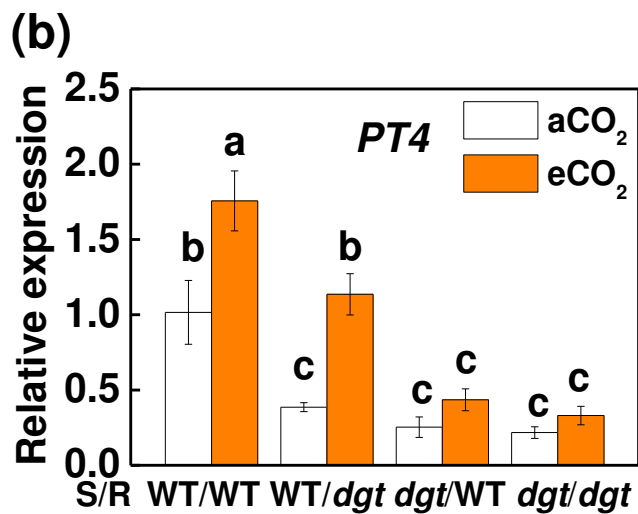 (b)
Relative expression
2.5
2.0
1.5
1.0
0.5
0.0
PT4
aCO₂
eCO₂
b
a
c
b
c
c
c
c
S/R WT/WT WT/dgt dgt/WT dgt/dgt